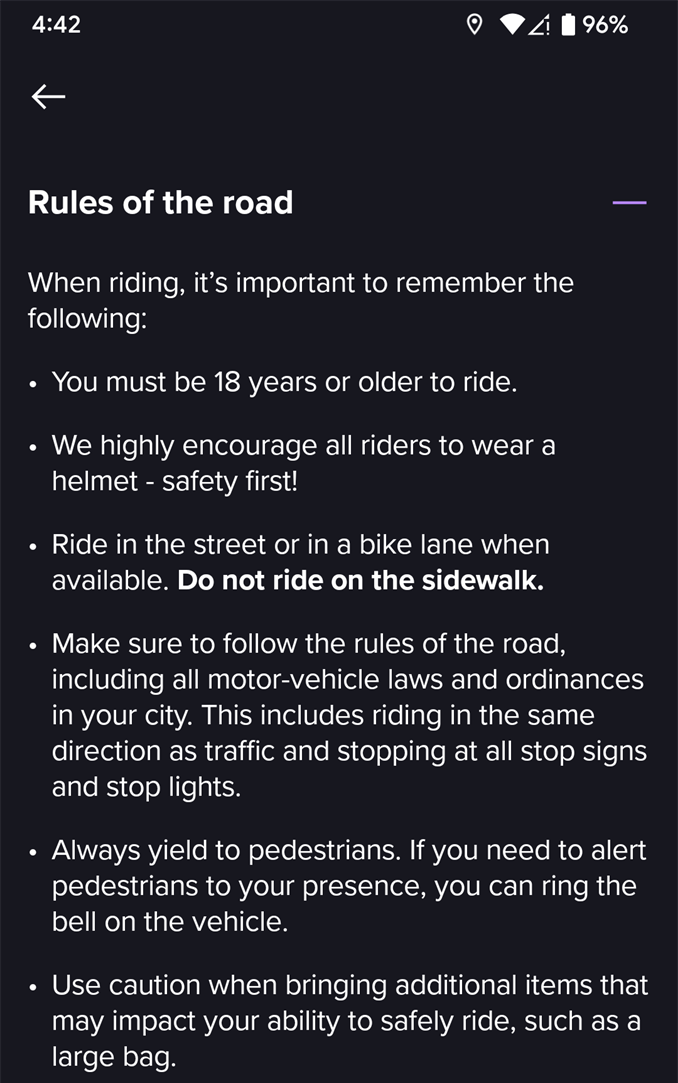 4:42
96%
Rules of the road
When riding, it’s important to remember the
following:
• You must be 18 years or older to ride.
• We highly encourage all riders to wear a
helmet - safety first!
• Ride in the street or in a bike lane when
available. Do not ride on the sidewalk.
• Make sure to follow the rules of the road,
including all motor-vehicle laws and ordinances
in your city. This includes riding in the same
direction as traffic and stopping at all stop signs
and stop lights.
• Always yield to pedestrians. If you need to alert
pedestrians to your presence, you can ring the
bell on the vehicle.
• Use caution when bringing additional items that
may impact your ability to safely ride, such as a
large bag.